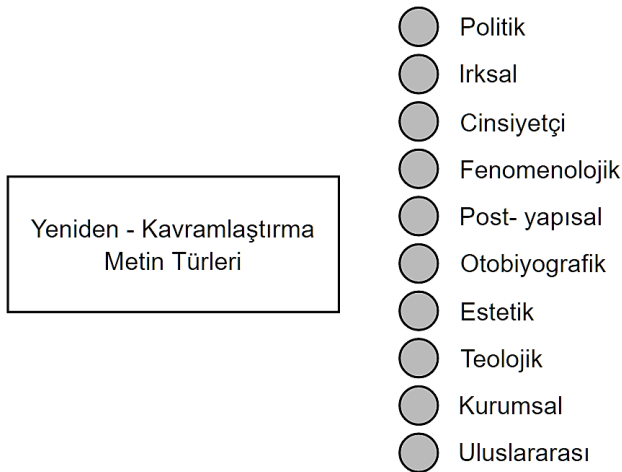 Yeniden - Kavramlaştırma
Metin Türleri
Politik
Irksal
Cinsiyetçi
Fenomenolojik
Post- yapısal
Otobiyografik
Estetik
Teolojik
Kurumsal
Uluslararası